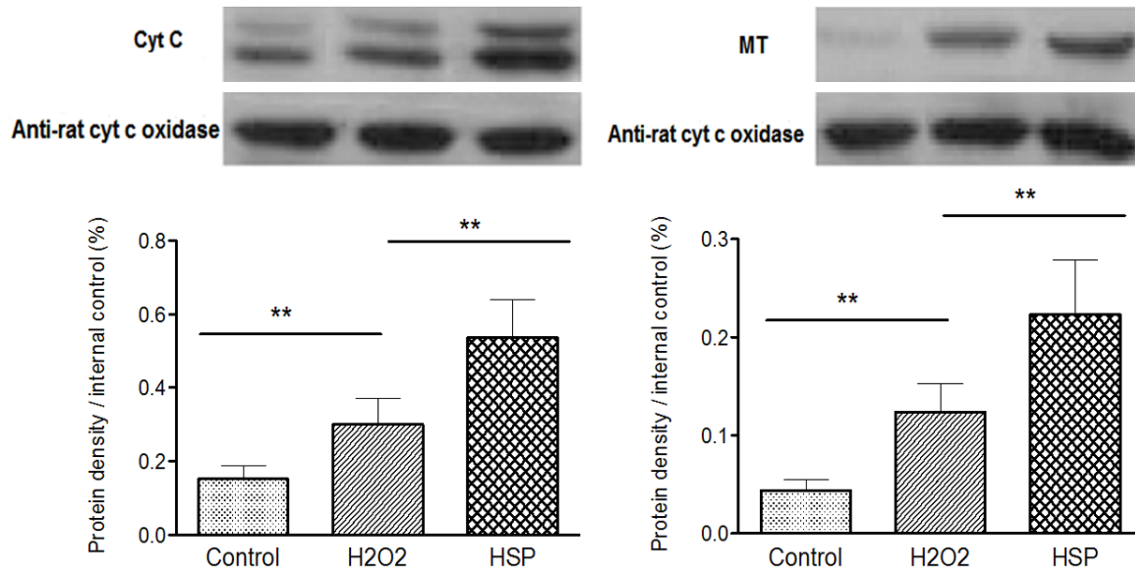 Cyt C
Anti-rat cyt c oxidase
Protein density / internal control (%)
0.8
0.6
0.4
0.2
0.0
**
**
Control H2O2 HSP
MT
Anti-rat cyt c oxidase
Protein density / internal control (%)
0.3
0.2
0.1
0.0
**
**
Control H2O2 HSP